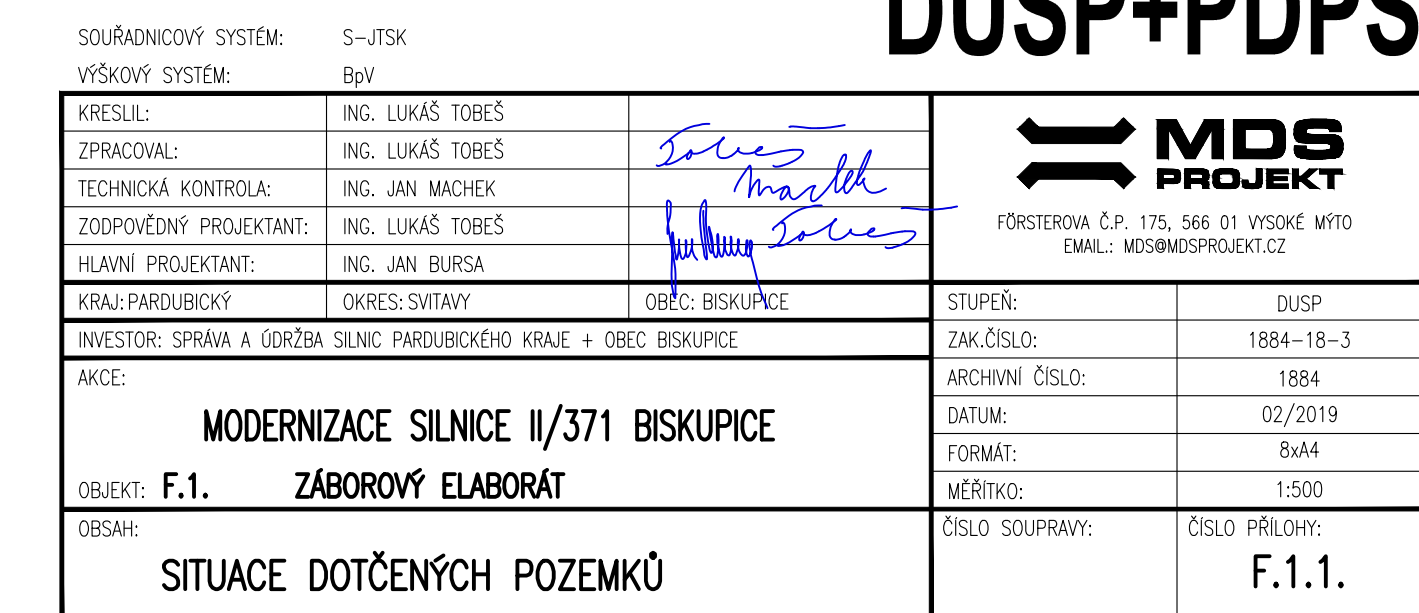 DUSP+PDPS
SOUŘADNICOVÝ SYSTÉM: S-JTSK
VÝŠKOVÝ SYSTÉM: BpV
KRESLIL: ING. LUKÁŠ TOBEŠ
ZPRACOVAL: ING. LUKÁŠ TOBEŠ Tobeš
TECHNICKÁ KONTROLA: ING. JAN MACHEK Machek
ZODPOVĚDNÝ PROJEKTANT: ING. LUKÁŠ TOBEŠ Tobeš
HLAVNÍ PROJEKTANT: ING. JAN BURSA
MDS
PROJEKT
FÖRSTEROVA Č.P. 175, 566 01 VYSOKÉ MÝTO
EMAIL.: MDS@MDSPROJEKT.CZ
KRAJ: PARDUBICKÝ OKRES: SVITAVY OBEC: BISKUPICE
INVESTOR: SPRÁVA A ÚDRŽBA SILNIC PARDUBICKÉHO KRAJE + OBEC BISKUPICE
AKCE:
MODERNIZACE SILNICE II/371 BISKUPICE
OBJEKT: F.1. ZÁBOROVÝ ELABORÁT
OBSAH:
SITUACE DOTČENÝCH POZEMKŮ
STUPEŇ: DUSP
ZAK.ČÍSLO: 1884-18-3
ARCHIVNÍ ČÍSLO: 1884
DATUM: 02/2019
FORMÁT: 8xA4
MĚŘÍTKO: 1:500
ČÍSLO SOUPRAVY: ČÍSLO PŘÍLOHY:
F.1.1.